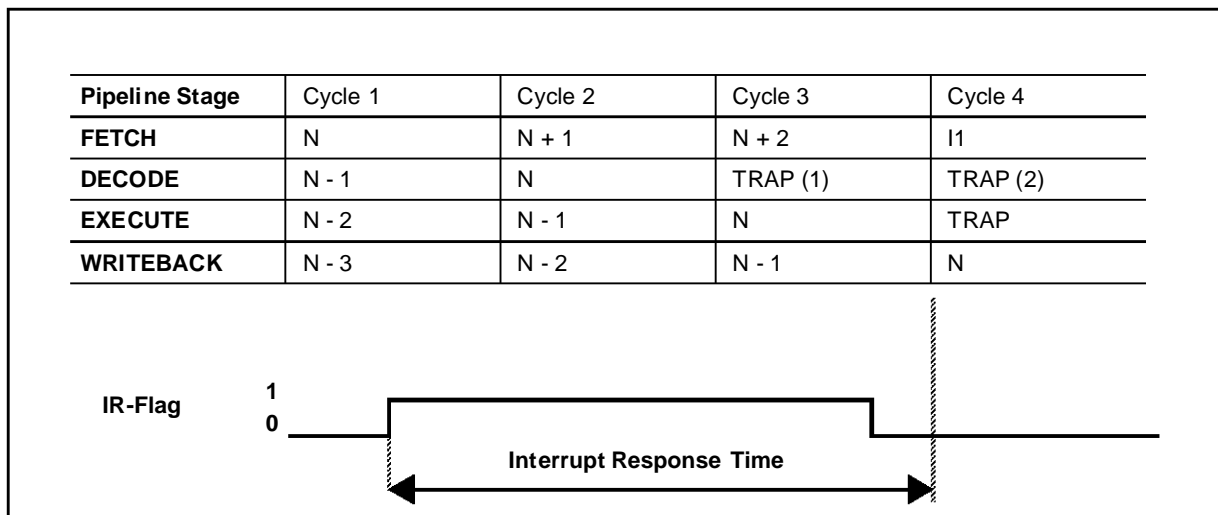 Pipeline Stage Cycle 1 Cycle 2 Cycle 3 Cycle 4
FETCH N N + 1 N + 2 I1
DECODE N - 1 N TRAP (1) TRAP (2)
EXECUTE N - 2 N - 1 N TRAP
WRITEBACK N - 3 N - 2 N - 1 N
IR-Flag 1
0
Interrupt Response Time